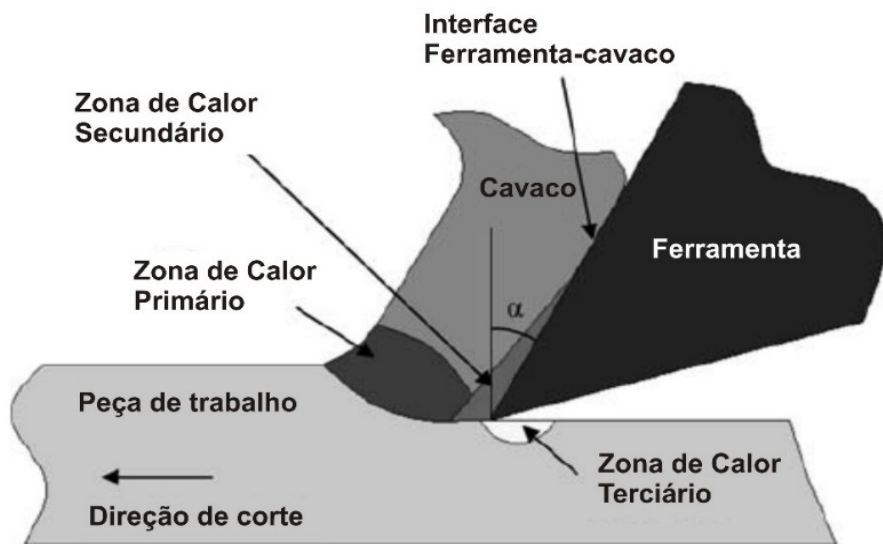 Interface
Ferramenta-cavaco
Zona de Calor
Secundário
Cavaco
Ferramenta
Zona de Calor
Primário
α
Peça de trabalho
Zona de Calor
Terciário
Direção de corte